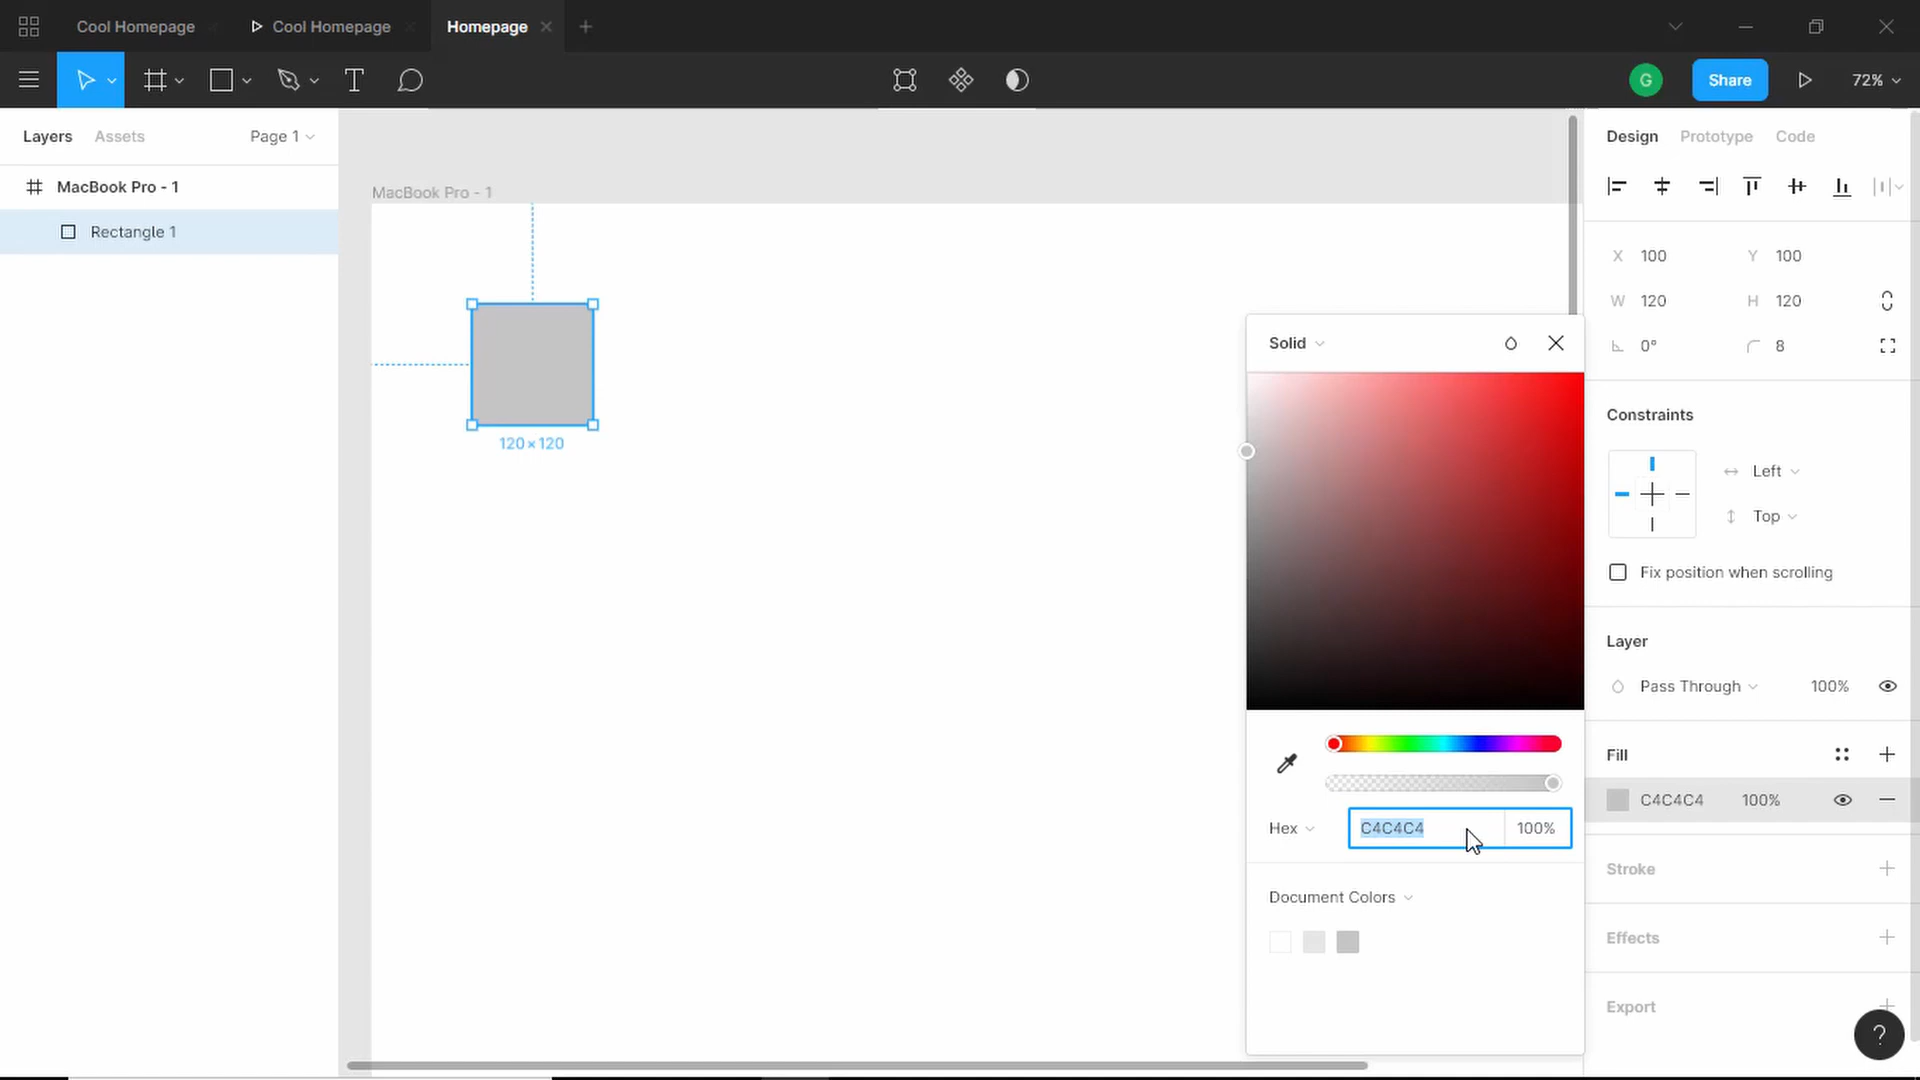 Cool Homepage
Cool Homepage
Homepage
G
Share
72%
Layers
Assets
Page 1
MacBook Pro - 1
Rectangle 1
MacBook Pro - 1
120 × 120
Solid
Hex
C4C4C4
100%
Document Colors
Design
Prototype
Code
X 100
Y 100
W 120
H 120
0°
8
Constraints
Left
Top
Fix position when scrolling
Layer
Pass Through
100%
Fill
C4C4C4
100%
Stroke
Effects
Export
?